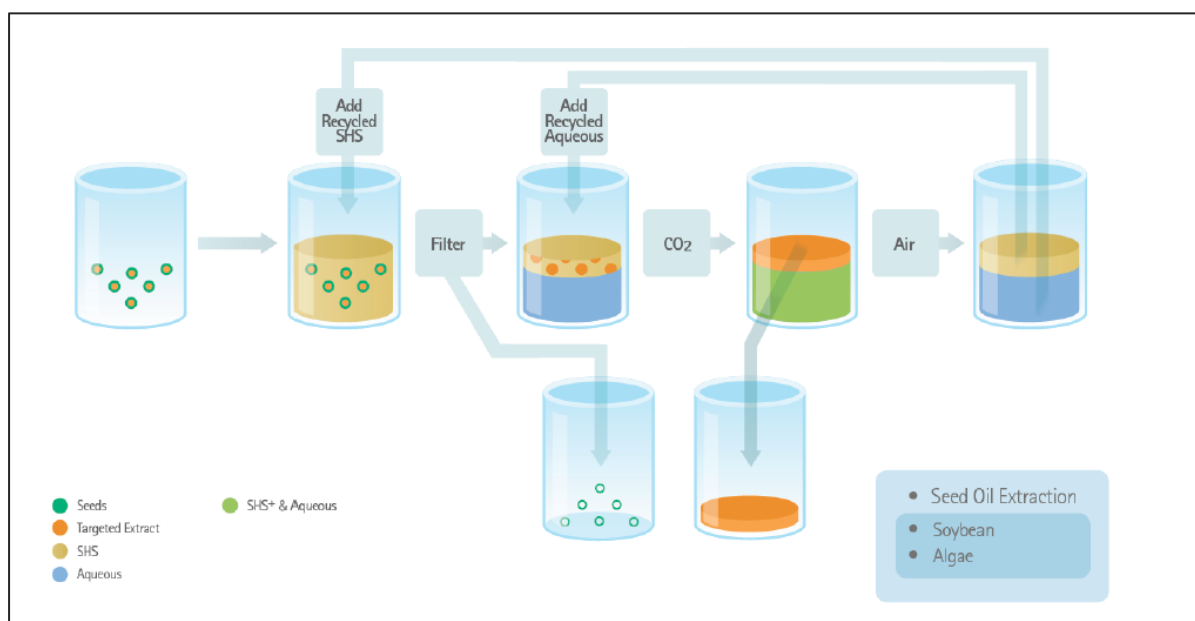 Add
Recycled
SHS
Add
Recycled
Aqueous
Filter
CO2
Air
Seeds
Targeted Extract
SHS
Aqueous
SHS+ & Aqueous
• Seed Oil Extraction
• Soybean
• Algae